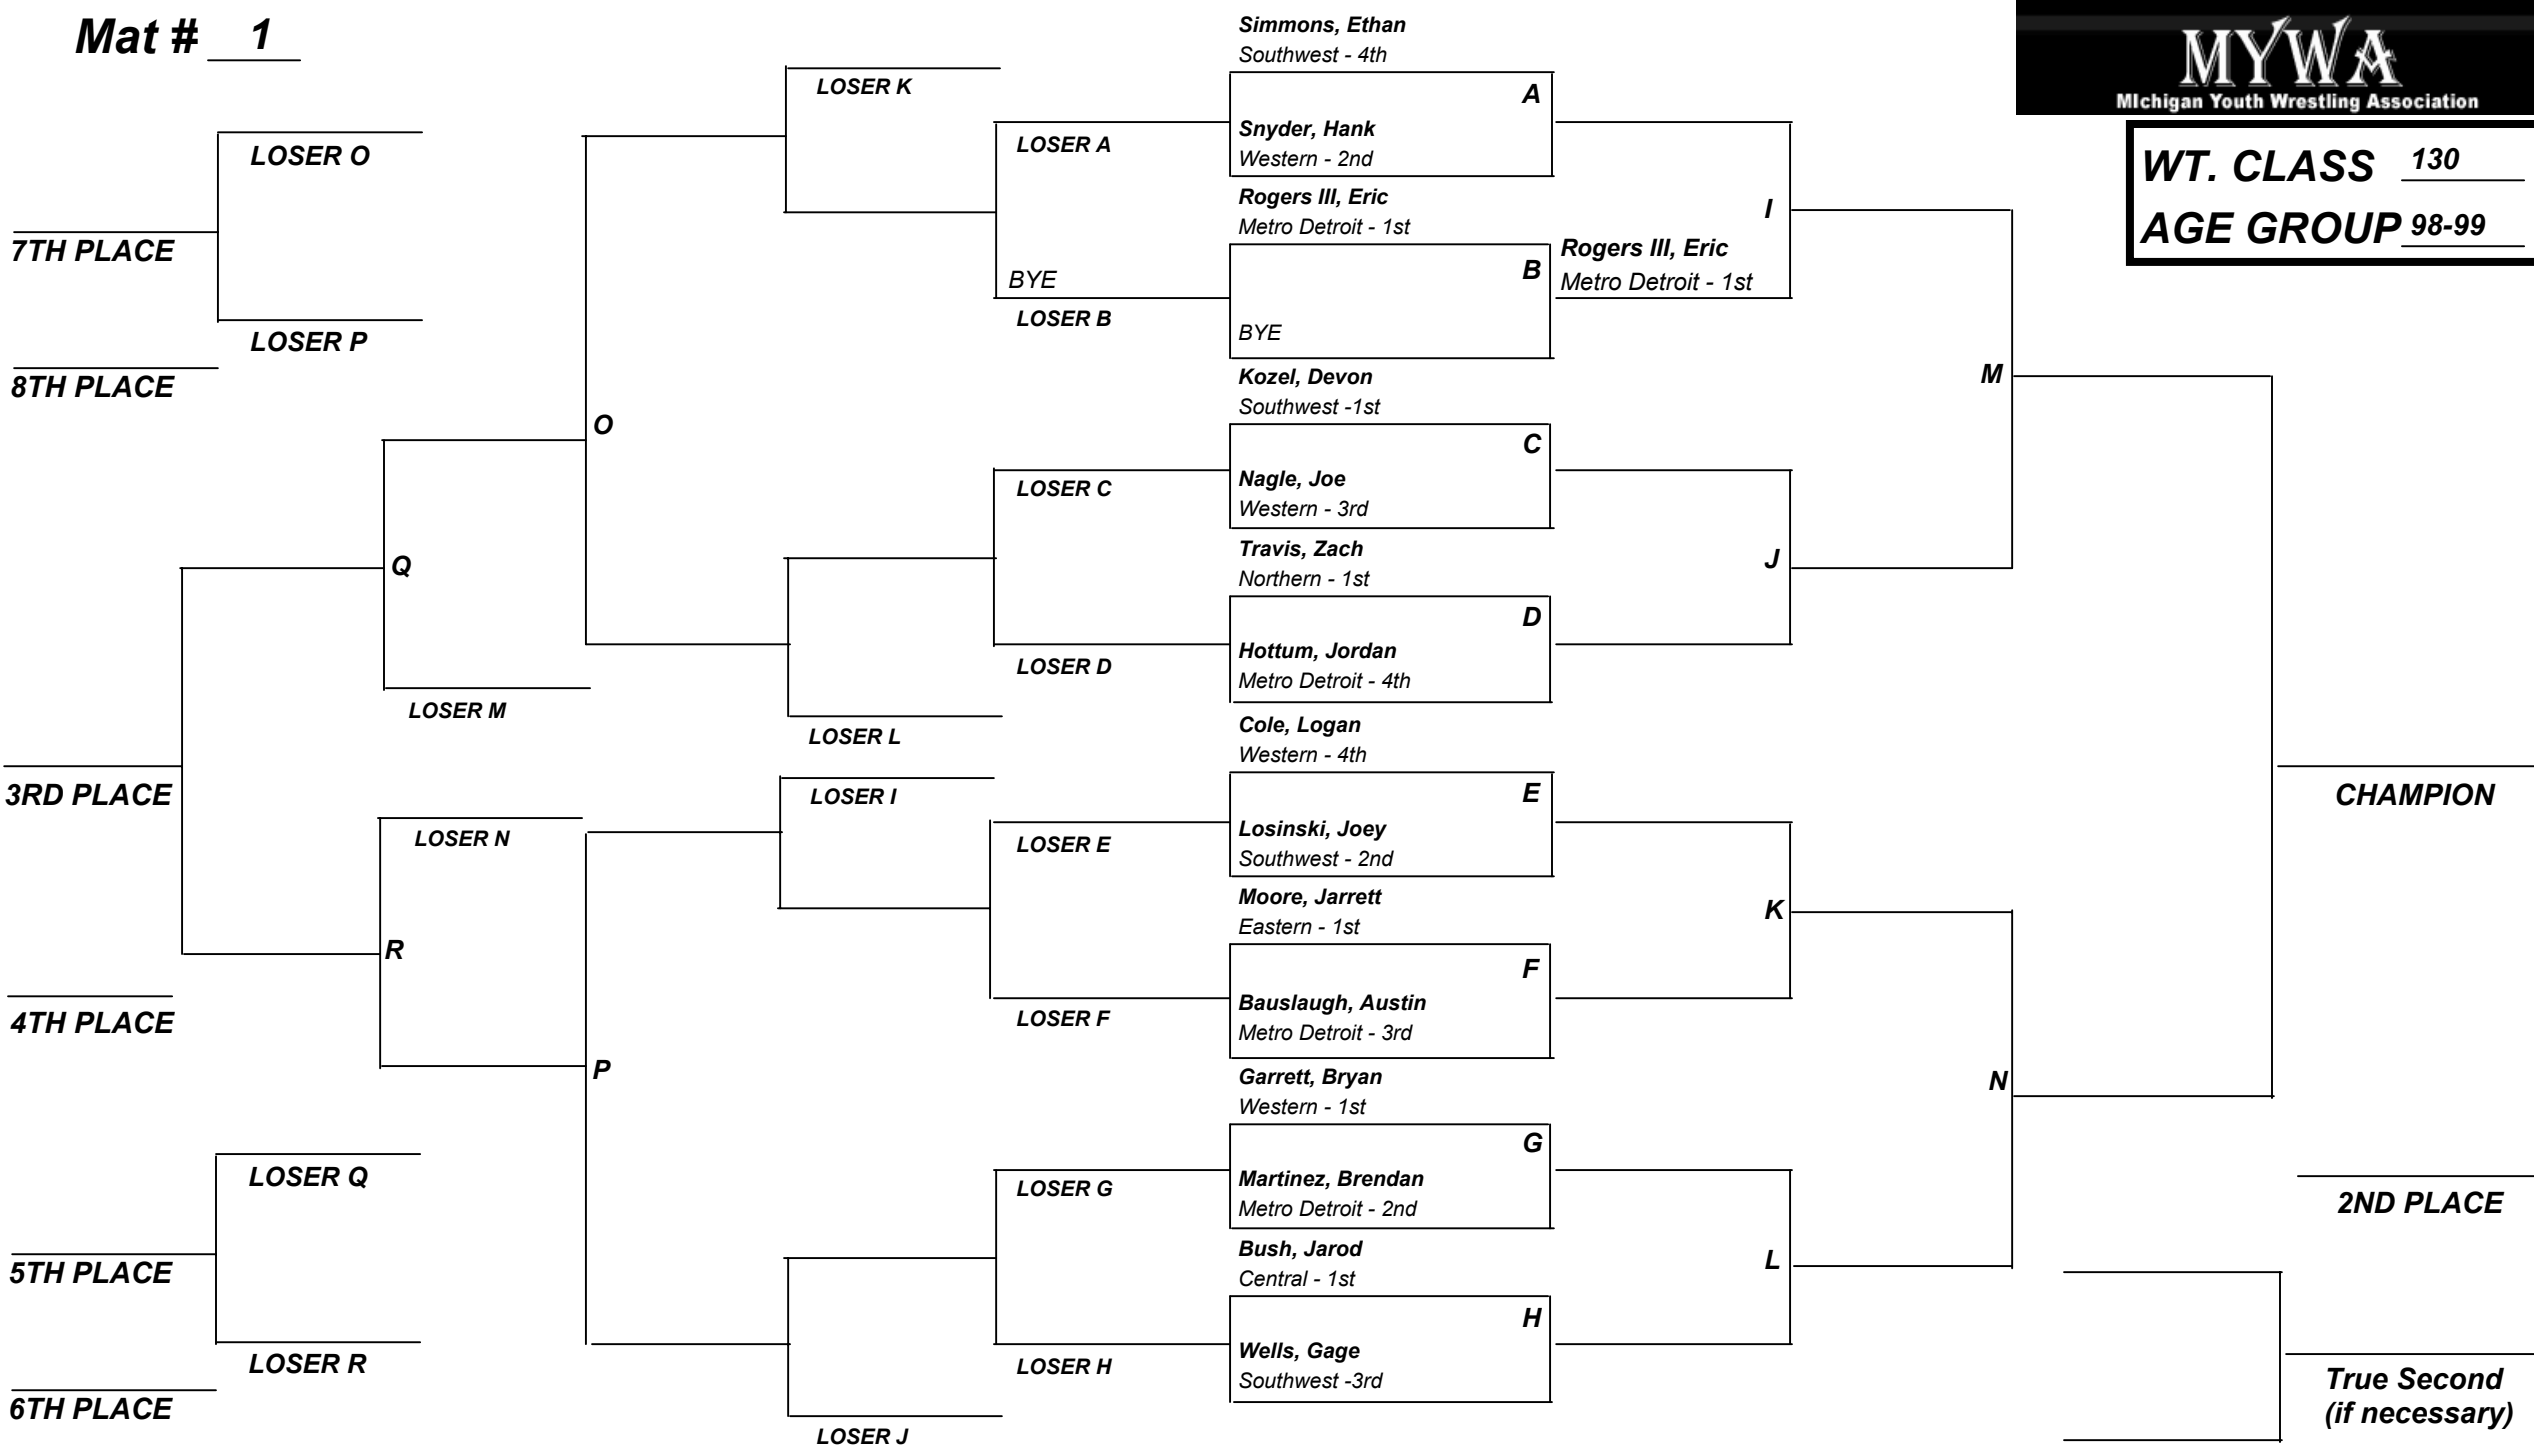 Mat # 1
MYWA
MIchigan Youth Wrestling Association
WT. CLASS 130
AGE GROUP 98-99
Simmons, Ethan
Southwest - 4th
A
Snyder, Hank
Western - 2nd
Rogers III, Eric
Metro Detroit - 1st
B
BYE
Kozel, Devon
Southwest -1st
C
Nagle, Joe
Western - 3rd
Travis, Zach
Northern - 1st
D
Hottum, Jordan
Metro Detroit - 4th
Cole, Logan
Western - 4th
E
Losinski, Joey
Southwest - 2nd
Moore, Jarrett
Eastern - 1st
F
Bauslaugh, Austin
Metro Detroit - 3rd
Garrett, Bryan
Western - 1st
G
Martinez, Brendan
Metro Detroit - 2nd
Bush, Jarod
Central - 1st
H
Wells, Gage
Southwest -3rd
I
Rogers III, Eric
Metro Detroit - 1st
J
K
L
M
N
CHAMPION
2ND PLACE
True Second
(if necessary)
LOSER A
BYE
LOSER B
LOSER C
LOSER D
LOSER E
LOSER F
LOSER G
LOSER H
LOSER K
LOSER L
LOSER I
LOSER J
O
P
LOSER M
LOSER N
Q
R
LOSER O
7TH PLACE
LOSER P
8TH PLACE
3RD PLACE
4TH PLACE
LOSER Q
5TH PLACE
LOSER R
6TH PLACE